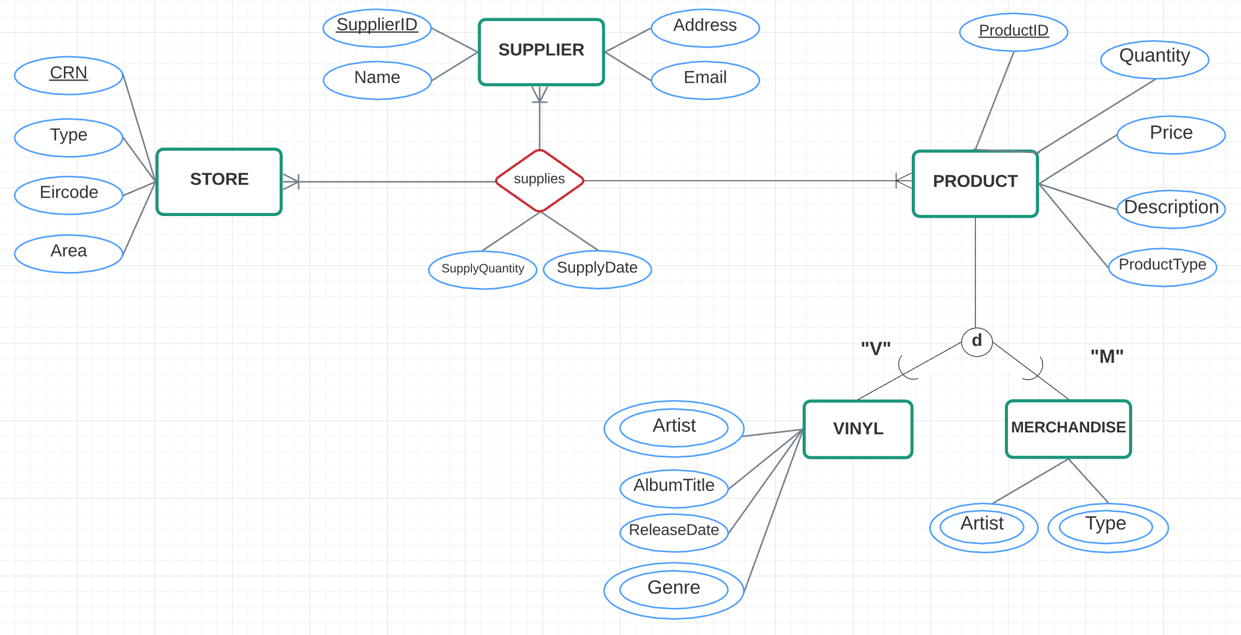 SupplierID
Name
SUPPLIER
Address
Email
ProductID
Quantity
Price
Description
ProductType
PRODUCT
CRN
Type
Eircode
Area
STORE
supplies
SupplyQuantity
SupplyDate
d
"V"
"M"
VINYL
MERCHANDISE
Artist
AlbumTitle
ReleaseDate
Genre
Artist
Type